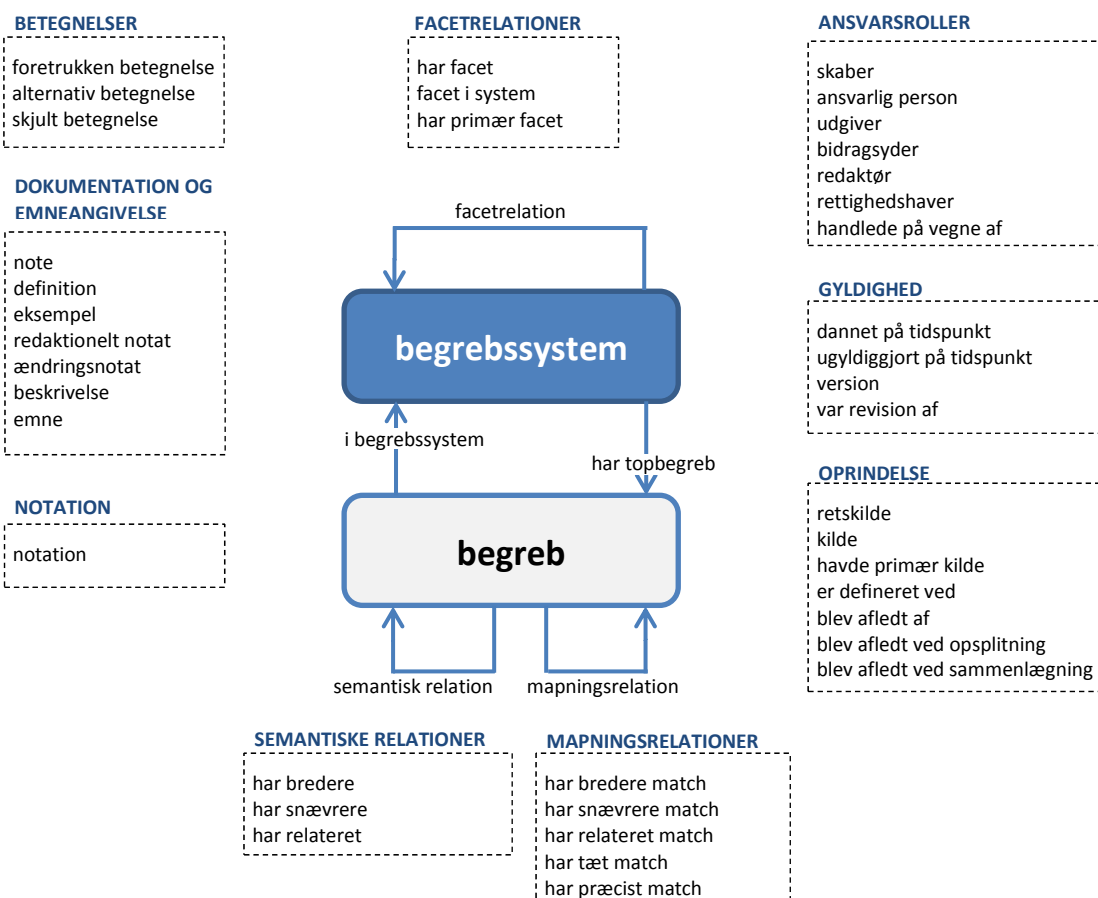 BETEGNELSER
foretrukken betegnelse
alternativ betegnelse
skjult betegnelse
FACETRELATIONER
har facet
facet i system
har primær facet
ANSVARSROLLER
skaber
ansvarlig person
udgiver
bidragsyder
redaktør
rettighedshaver
handlede på vegne af
DOKUMENTATION OG
EMNEANGIVELSE
note
definition
eksempel
redaktionelt notat
ændringsnotat
beskrivelse
emne
facetrelation
begrebssystem
i begrebssystem
har topbegreb
begreb
semantisk relation
mapningsrelation
GYLDIGHED
dannet på tidspunkt
ugyldiggjort på tidspunkt
version
var revision af
NOTATION
notation
OPRINDELSE
retskilde
kilde
havde primær kilde
er defineret ved
blev afledt af
blev afledt ved opsplitning
blev afledt ved sammenlægning
SEMANTISKE RELATIONER
har bredere
har snævrere
har relateret
MAPNINGSRELATIONER
har bredere match
har snævrere match
har relateret match
har tæt match
har præcist match